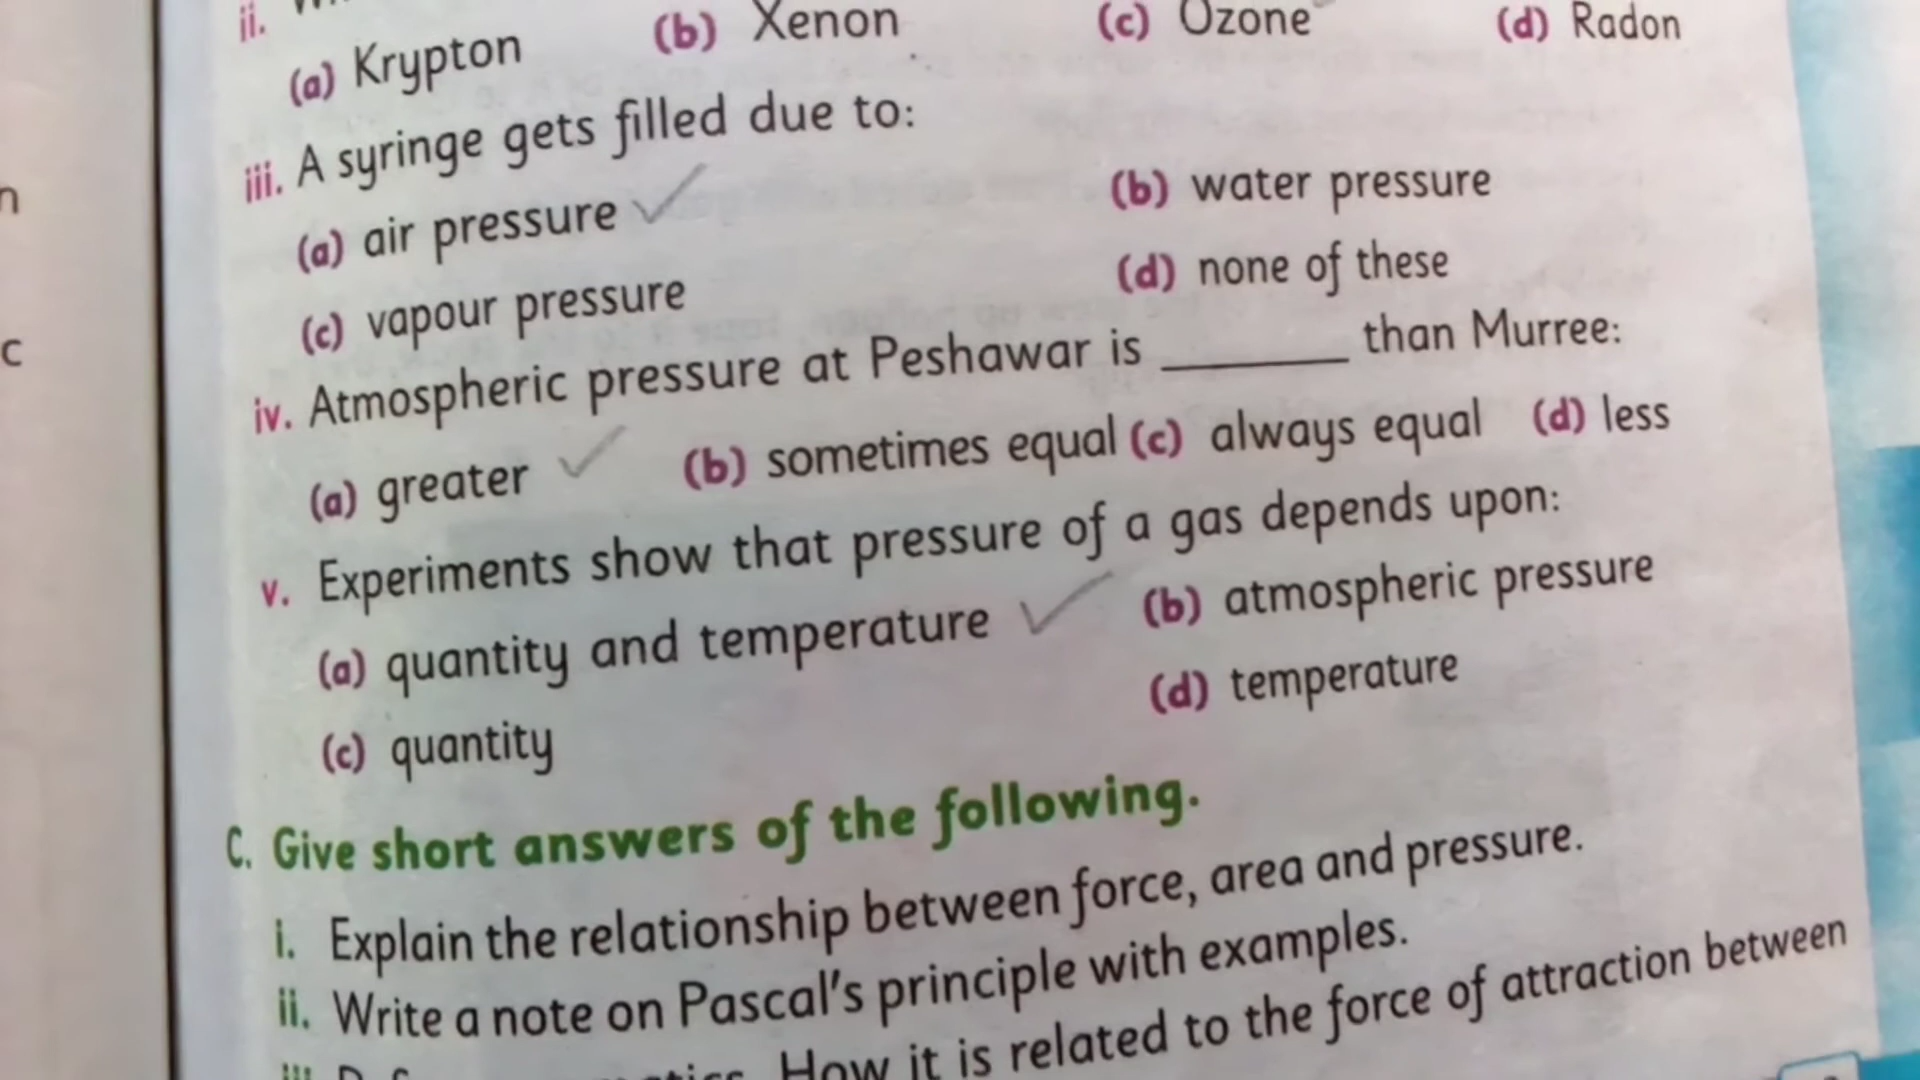 ii.
(a) Krypton (b) Xenon (c) Ozone (d) Radon
iii. A syringe gets filled due to:
(a) air pressure (b) water pressure
(c) vapour pressure (d) none of these
iv. Atmospheric pressure at Peshawar is ________ than Murree:
(a) greater (b) sometimes equal (c) always equal (d) less
v. Experiments show that pressure of a gas depends upon:
(a) quantity and temperature (b) atmospheric pressure
(c) quantity (d) temperature
C. Give short answers of the following.
i. Explain the relationship between force, area and pressure.
ii. Write a note on Pascal's principle with examples.
iii. How it is related to the force of attraction between
n
c